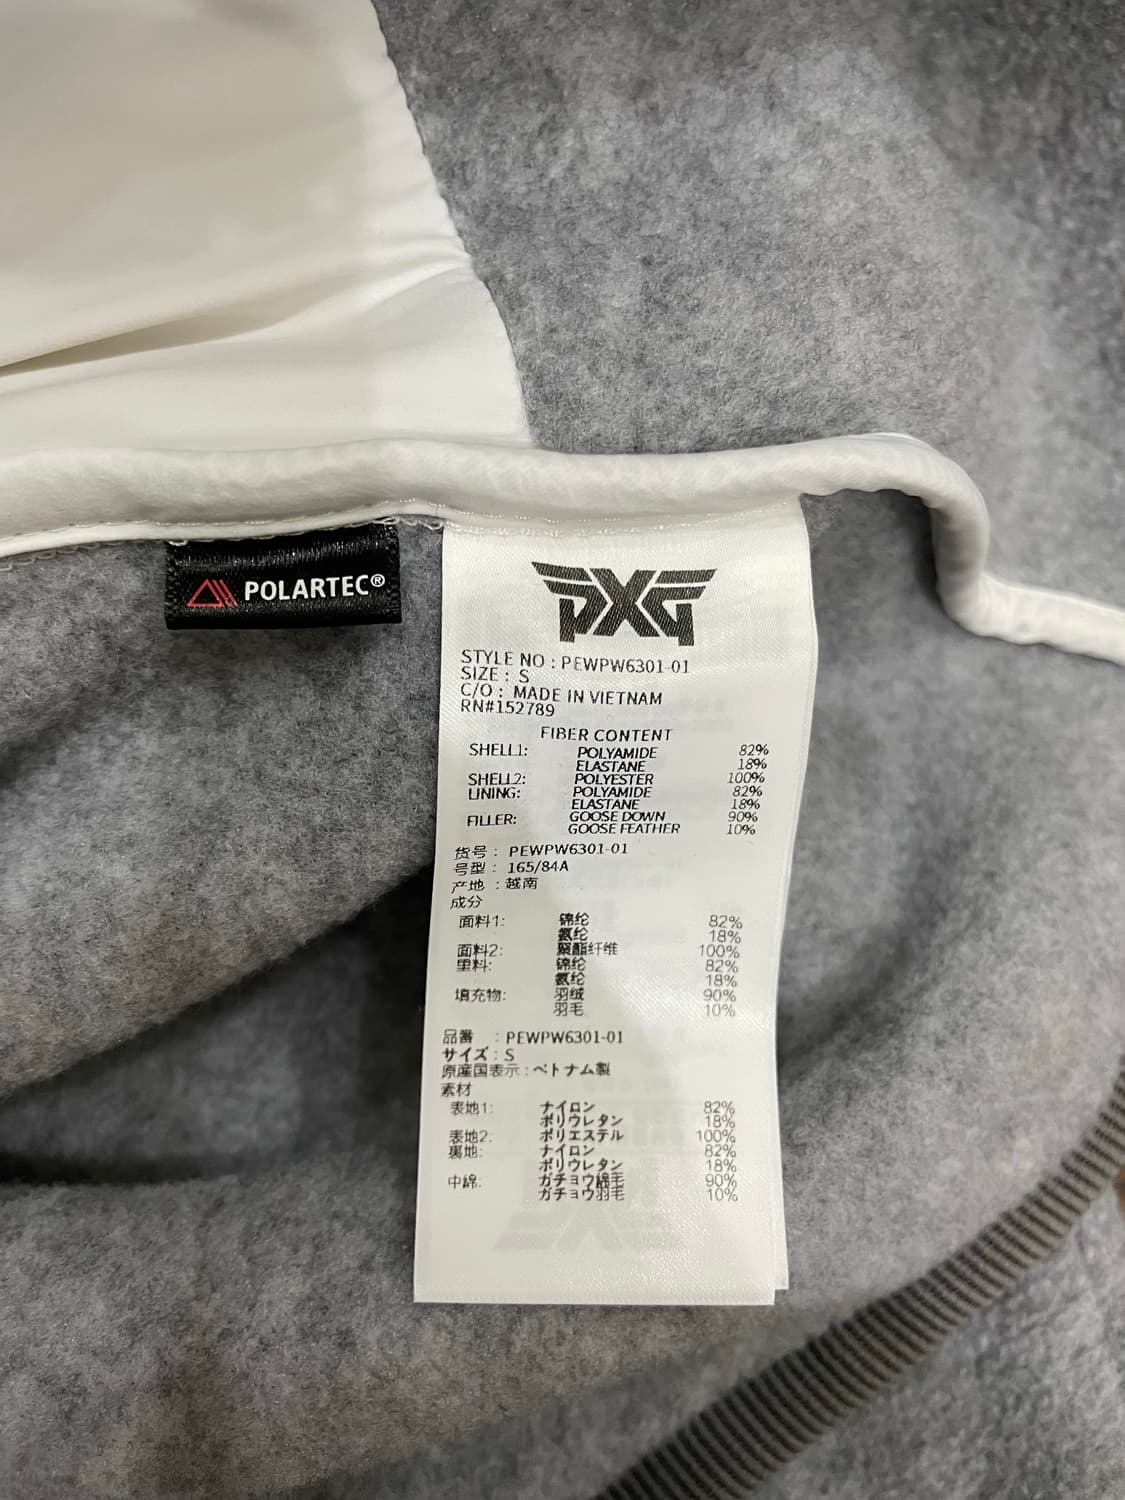 POLARTEC®
PXG
STYLE NO : PEWPW6301-01
SIZE : S
C/O : MADE IN VIETNAM
RN#152789
FIBER CONTENT
SHELL1: POLYAMIDE 82%
ELASTANE 18%
SHELL2: POLYESTER 100%
LINING: POLYAMIDE 82%
ELASTANE 18%
FILLER: GOOSE DOWN 90%
GOOSE FEATHER 10%
货号 : PEWPW6301-01
号型 : 165/84A
产地 : 越南
成分
面料1: 锦纶 82%
氨纶 18%
面料2: 聚酯纤维 100%
里料: 锦纶 82%
氨纶 18%
填充物: 羽绒 90%
羽毛 10%
品番 : PEWPW6301-01
サイズ : S
原産国表示 : ベトナム製
素材
表地1: ナイロン 82%
ポリウレタン 18%
表地2: ポリエステル 100%
裏地: ナイロン 82%
ポリウレタン 18%
中綿: ガチョウ綿毛 90%
ガチョウ羽毛 10%